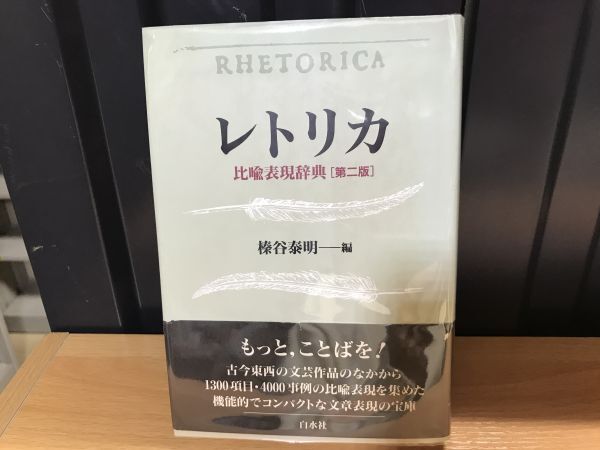 RHETORICA
レトリカ
比喩表現辞典[第二版]
榛谷泰明――編
もっと,ことばを!
古今東西の文芸作品のなかから
1300項目・4000事例の比喩表現を集めた
機能的でコンパクトな文章表現の宝庫
白水社